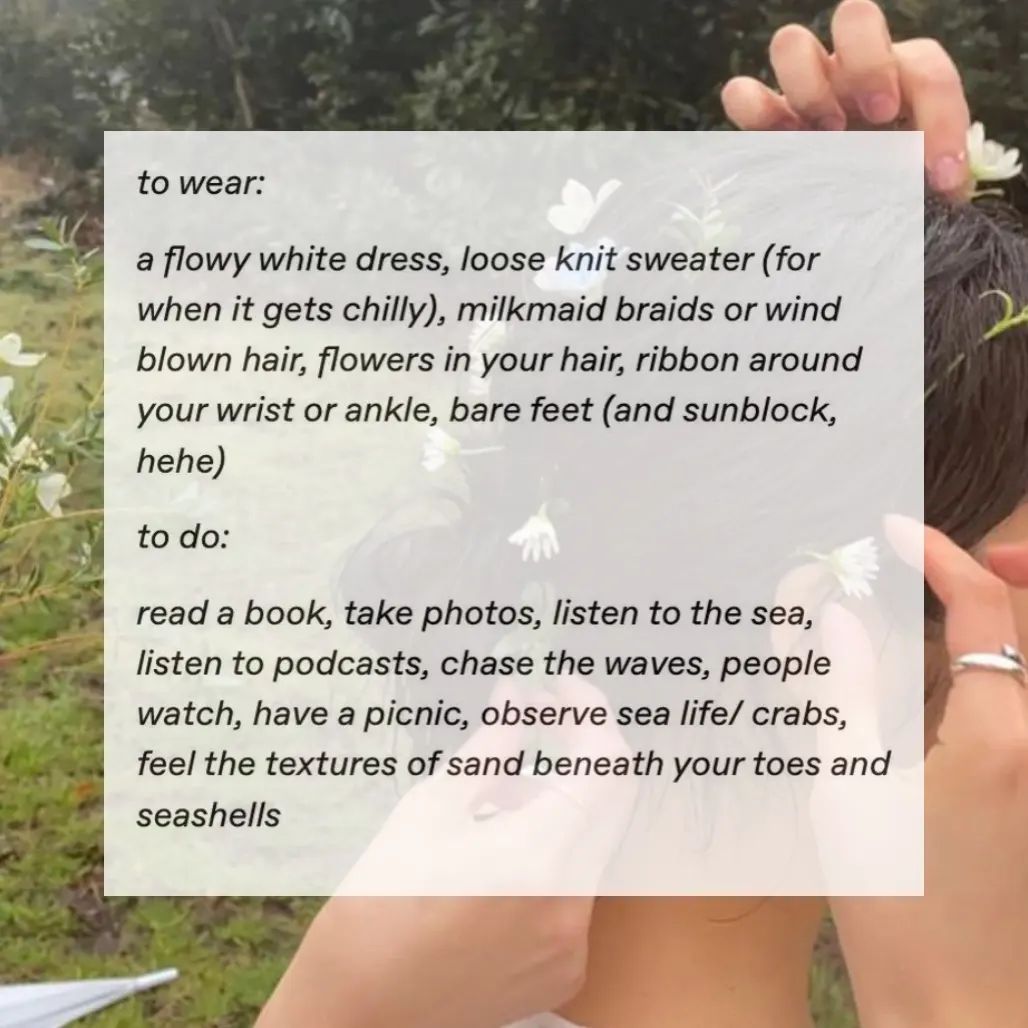 to wear:
a flowy white dress, loose knit sweater (for
when it gets chilly), milkmaid braids or wind
blown hair, flowers in your hair, ribbon around
your wrist or ankle, bare feet (and sunblock,
hehe)
to do:
read a book, take photos, listen to the sea,
listen to podcasts, chase the waves, people
watch, have a picnic, observe sea life/ crabs,
feel the textures of sand beneath your toes and
seashells